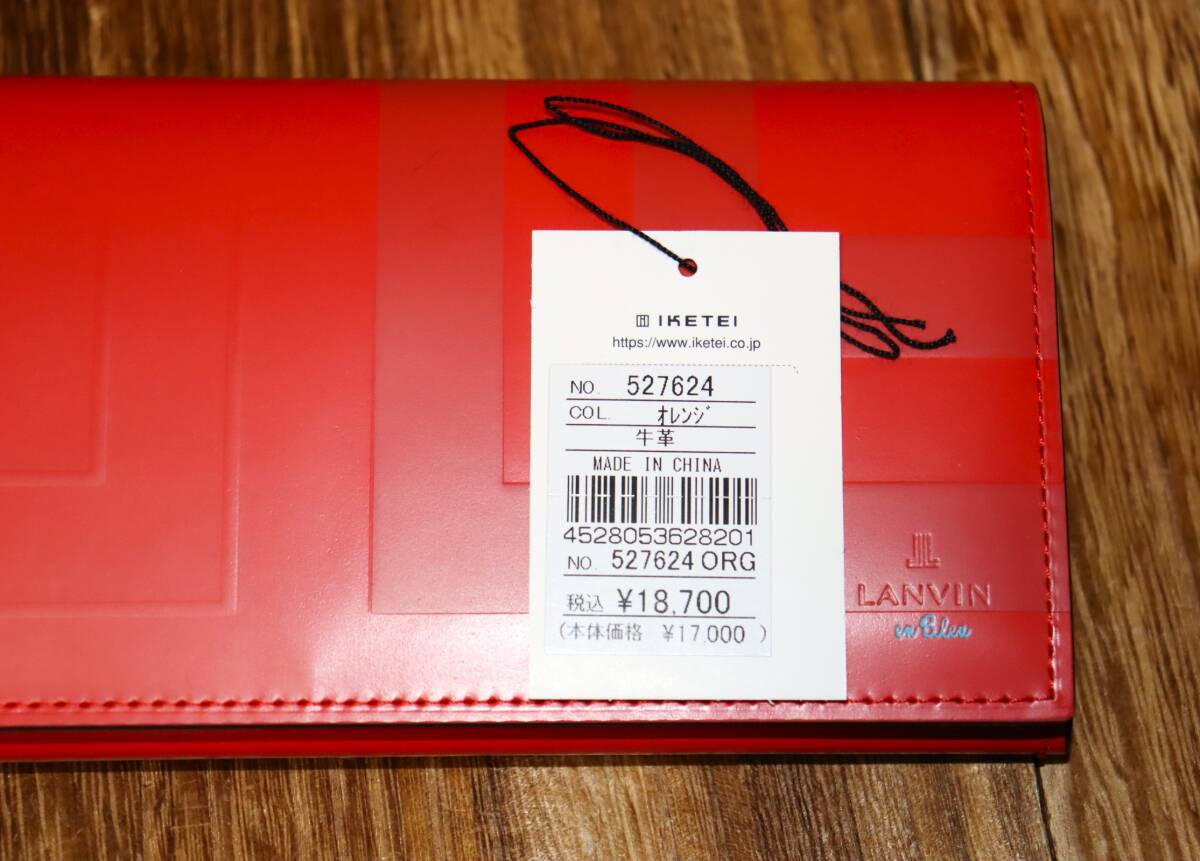 IKETEI
https://www.iketei.co.jp
NO. 527624
COL. オレンジ
牛革
MADE IN CHINA
4528053628201
NO. 527624 ORG
税込 ¥18,700
(本体価格 ¥17,000 )
LANVIN
en Bleu